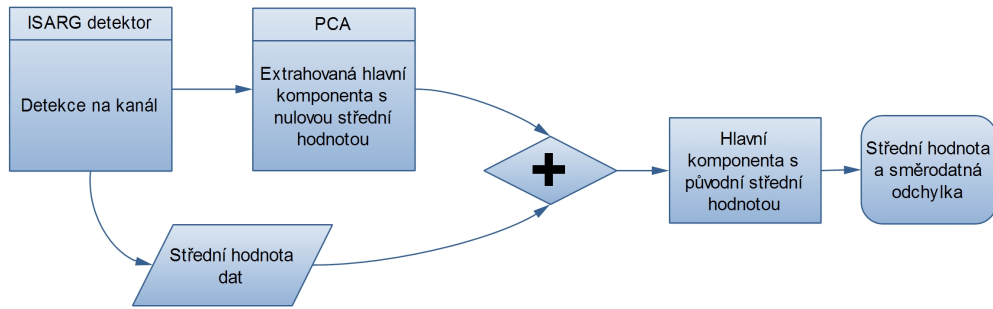 ISARG detektor
Detekce na kanál
PCA
Extrahovaná hlavní
komponenta s
nulovou střední
hodnotou
Střední hodnota
dat
Hlavní
komponenta s
původní střední
hodnotou
Střední hodnota
a směrodatná
odchylka